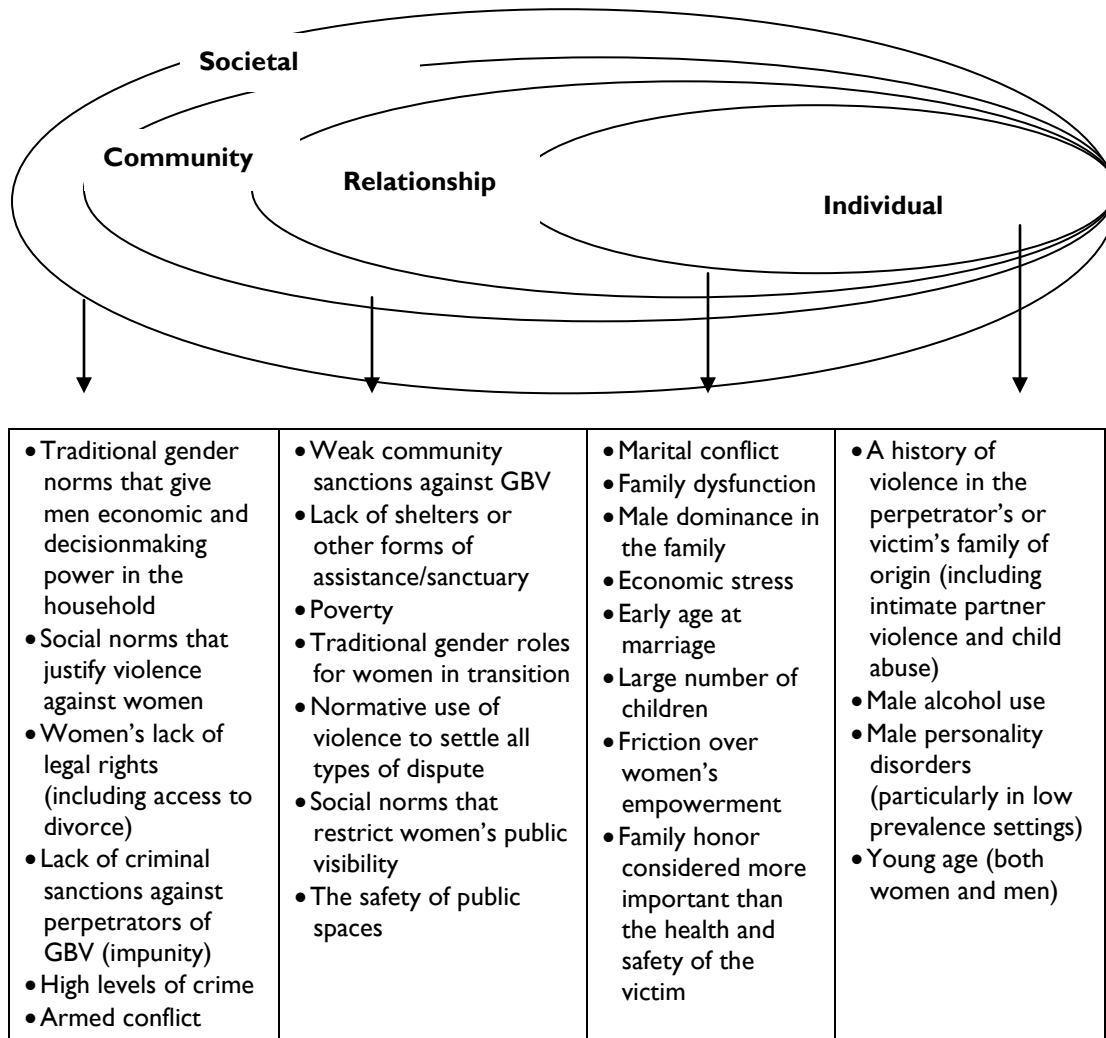 Societal
Community
Relationship
Individual
• Traditional gender
norms that give
men economic and
decisionmaking
power in the
household
• Social norms that
justify violence
against women
• Women’s lack of
legal rights
(including access to
divorce)
• Lack of criminal
sanctions against
perpetrators of
GBV (impunity)
• High levels of crime
• Armed conflict
• Weak community
sanctions against GBV
• Lack of shelters or
other forms of
assistance/sanctuary
• Poverty
• Traditional gender roles
for women in transition
• Normative use of
violence to settle all
types of dispute
• Social norms that
restrict women’s public
visibility
• The safety of public
spaces
• Marital conflict
• Family dysfunction
• Male dominance in
the family
• Economic stress
• Early age at
marriage
• Large number of
children
• Friction over
women’s
empowerment
• Family honor
considered more
important than
the health and
safety of the
victim
• A history of
violence in the
perpetrator’s or
victim’s family of
origin (including
intimate partner
violence and child
abuse)
• Male alcohol use
• Male personality
disorders
(particularly in low
prevalence settings)
• Young age (both
women and men)